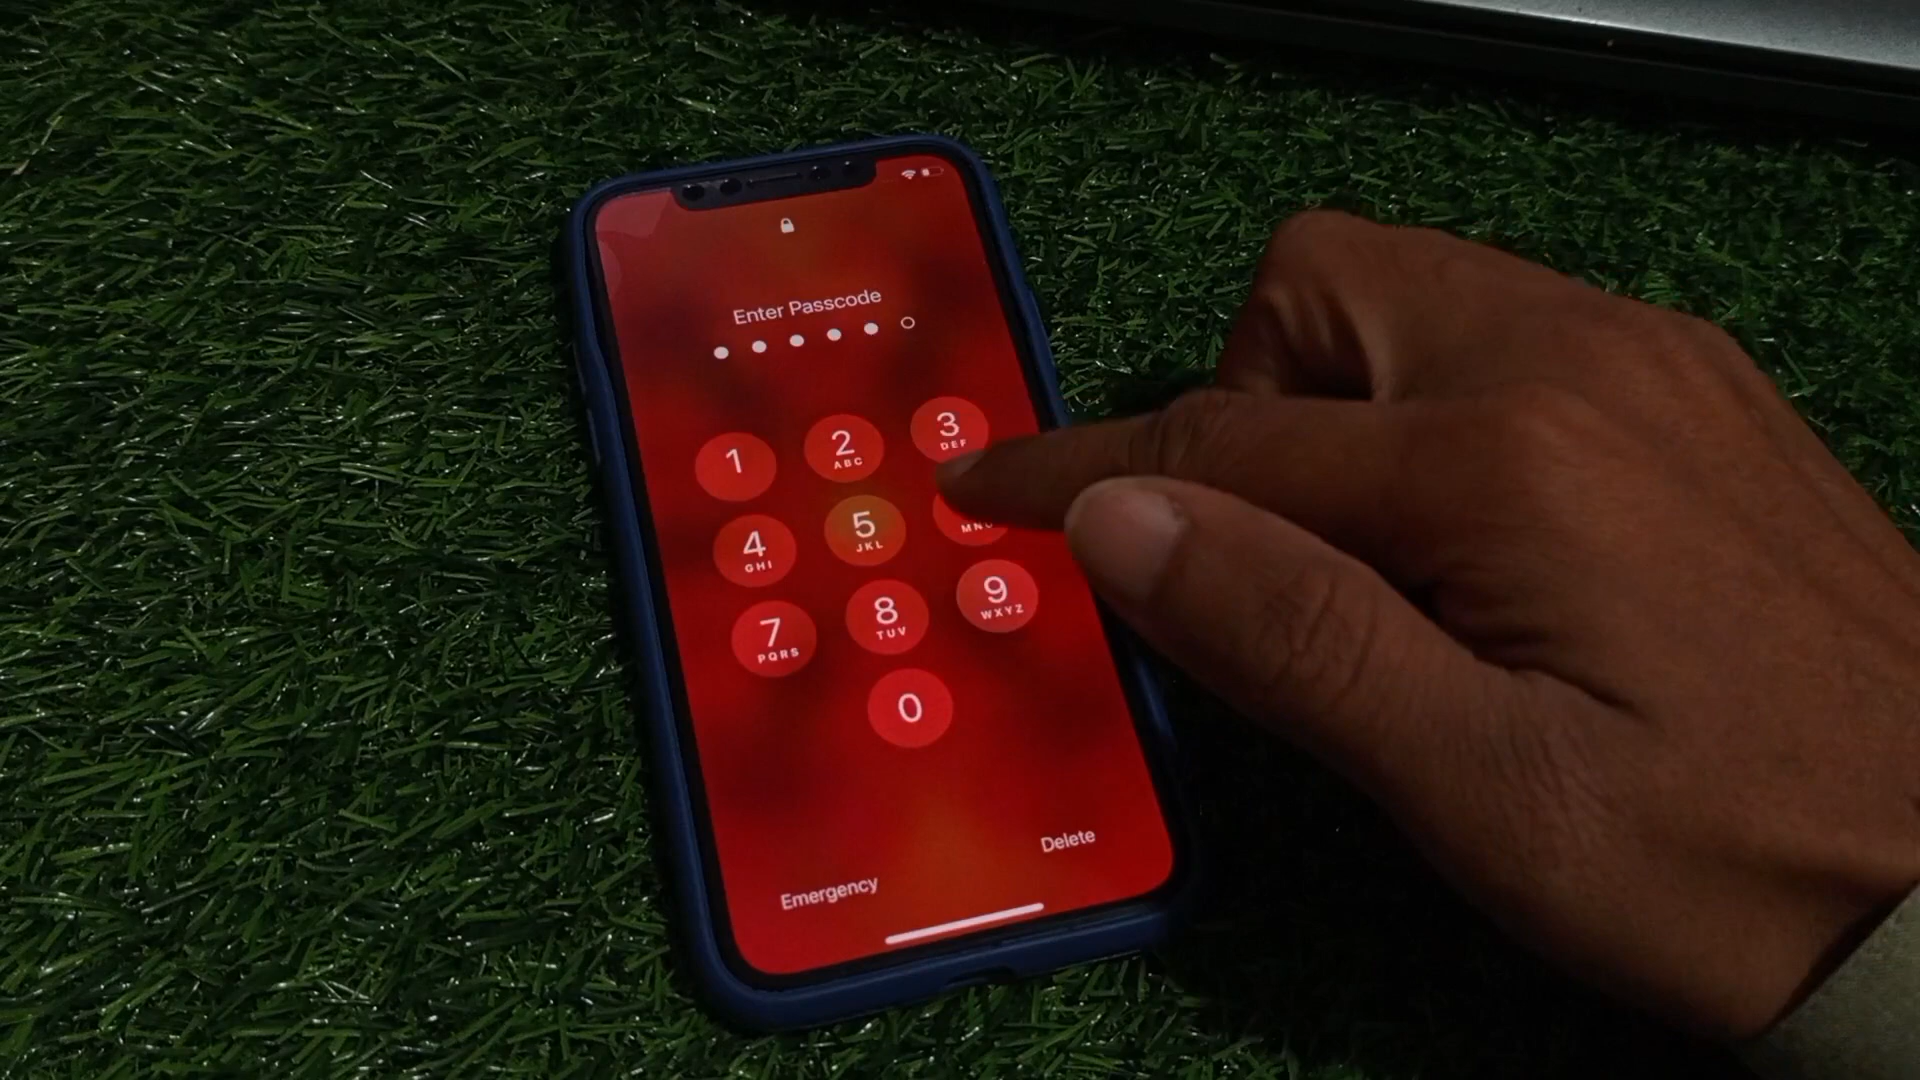 Enter Passcode
1
2
ABC
3
DEF
4
GHI
5
JKL
7
PQRS
8
TUV
9
WXYZ
0
Emergency
Delete